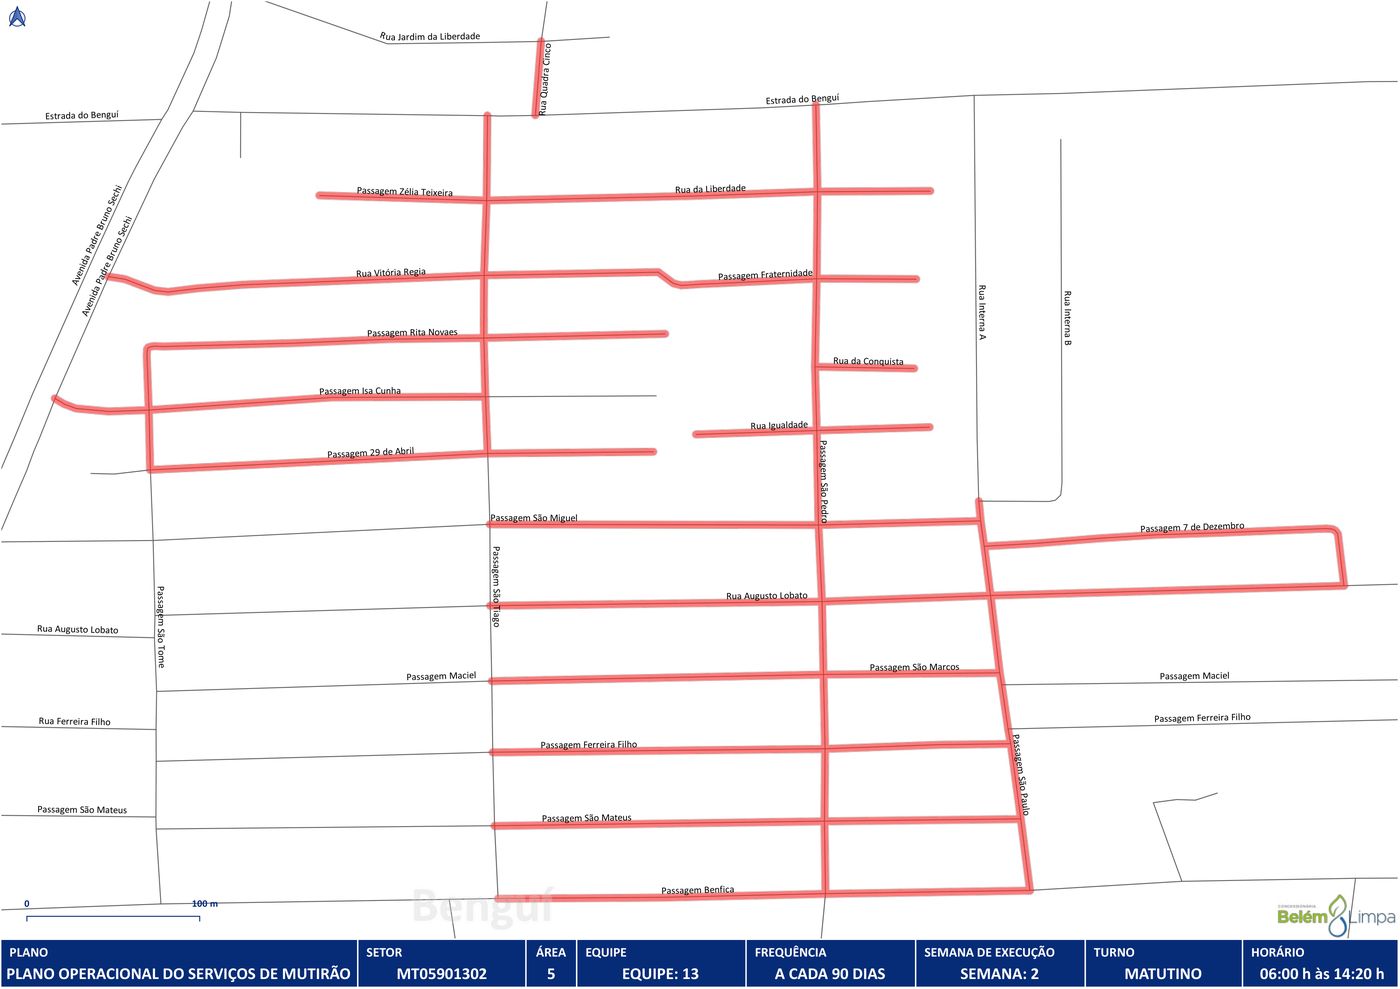 Rua Jardim da Liberdade
Rua Quadra Cinco
Estrada do Benguí
Estrada do Benguí
Passagem Zélia Teixeira
Rua da Liberdade
Avenida Padre Bruno Sechi
Avenida Padre Bruno Sechi
Rua Vitória Regia
Passagem Fraternidade
Rua Interna A
Rua Interna B
Passagem Rita Novaes
Rua da Conquista
Passagem Isa Cunha
Rua Igualdade
Passagem 29 de Abril
Passagem São Pedro
Passagem São Miguel
Passagem 7 de Dezembro
Passagem São Tiago
Passagem São Tome
Rua Augusto Lobato
Rua Augusto Lobato
Passagem São Marcos
Passagem Maciel
Passagem Maciel
Rua Ferreira Filho
Passagem Ferreira Filho
Passagem Ferreira Filho
Passagem São Paulo
Passagem São Mateus
Passagem São Mateus
Passagem Benfica
Benguí
0 100 m
CONCESSIONÁRIA
Belém Limpa
PLANO
PLANO OPERACIONAL DO SERVIÇOS DE MUTIRÃO
SETOR
MT05901302
ÁREA
5
EQUIPE
EQUIPE: 13
FREQUÊNCIA
A CADA 90 DIAS
SEMANA DE EXECUÇÃO
SEMANA: 2
TURNO
MATUTINO
HORÁRIO
06:00 h às 14:20 h